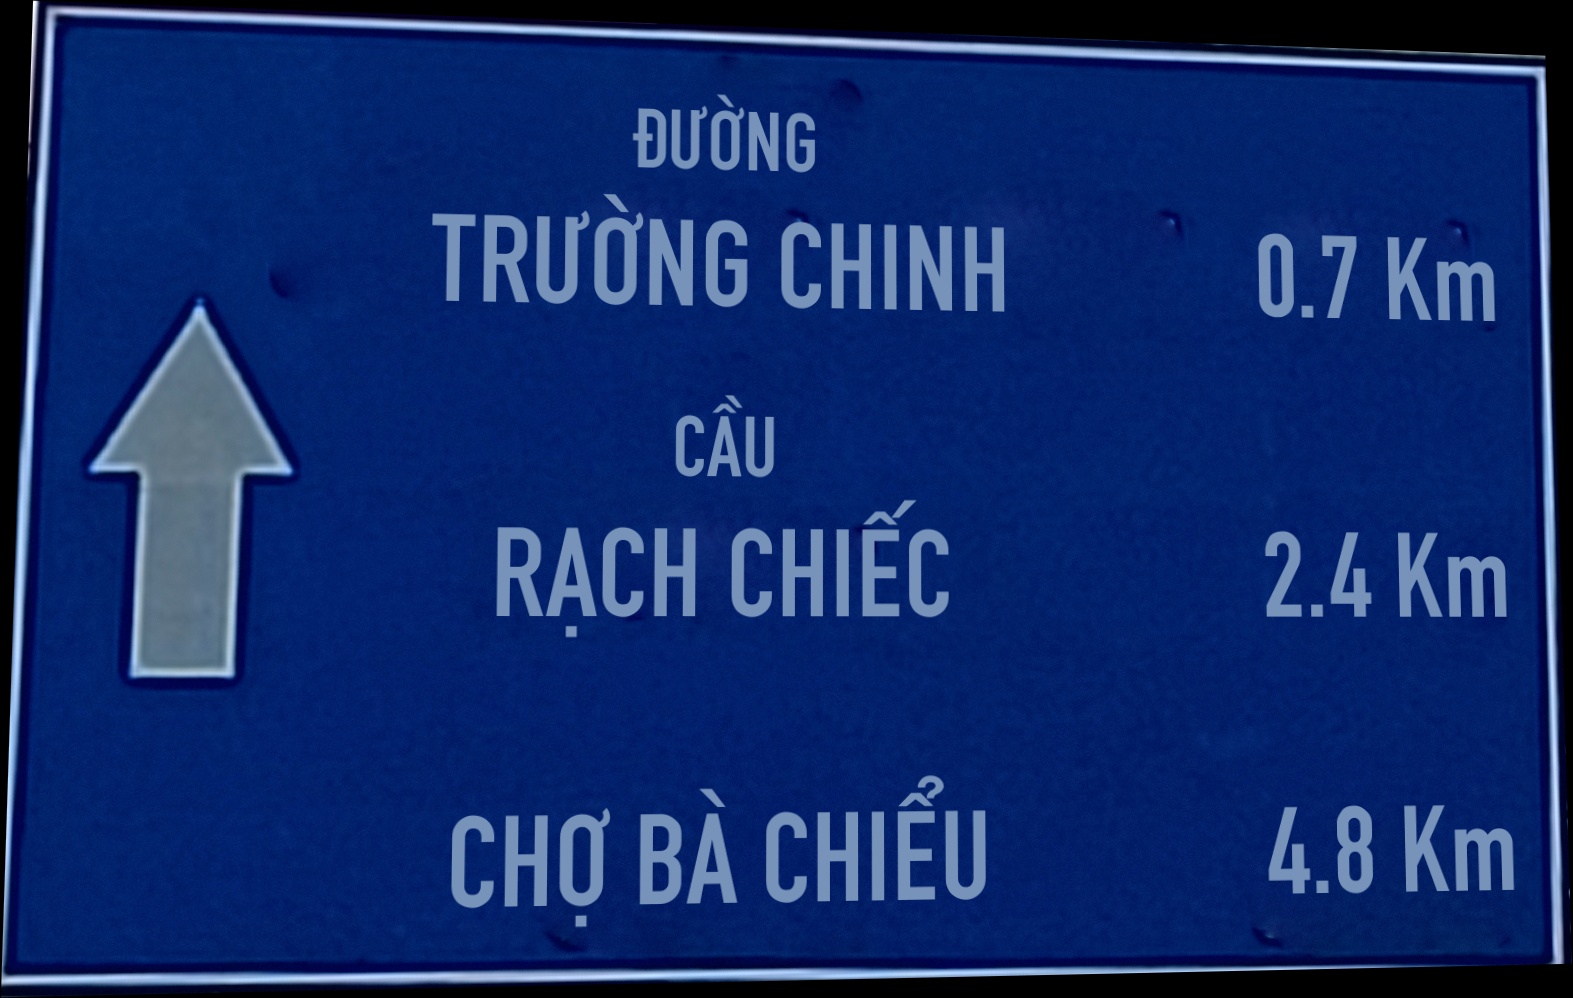 ĐƯỜNG
TRƯỜNG CHINH 0.7 Km
CẦU
RẠCH CHIẾC 2.4 Km
CHỢ BÀ CHIỂU 4.8 Km